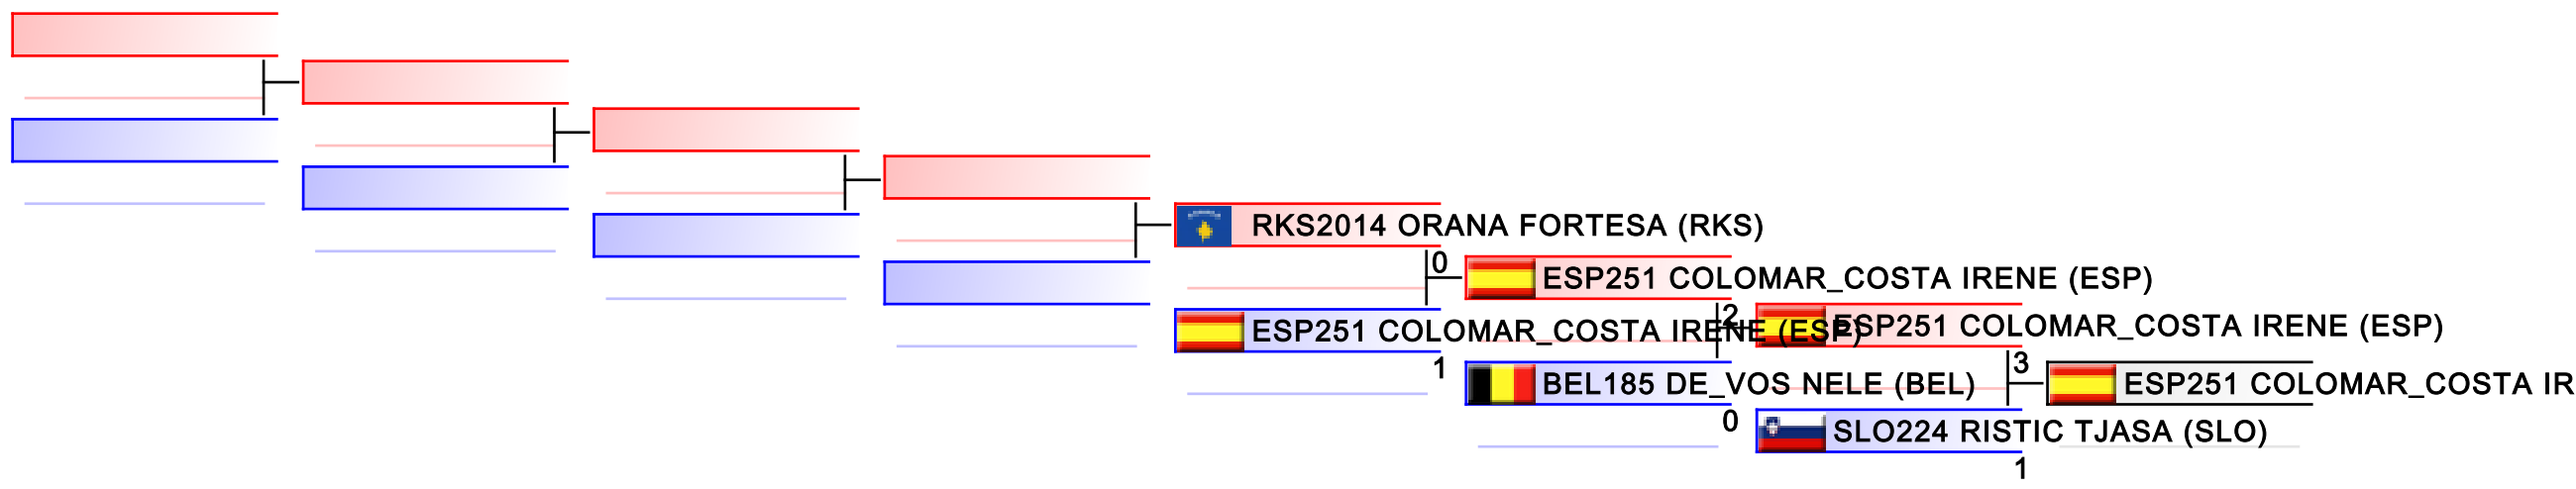 RKS2014 ORANA FORTESA (RKS)
0
ESP251 COLOMAR_COSTA IRENE (ESP)
ESP251 COLOMAR_COSTA IRENE (ESP)
1
2
ESP251 COLOMAR_COSTA IRENE (ESP)
BEL185 DE_VOS NELE (BEL)
0
3
ESP251 COLOMAR_COSTA IR
SLO224 RISTIC TJASA (SLO)
1